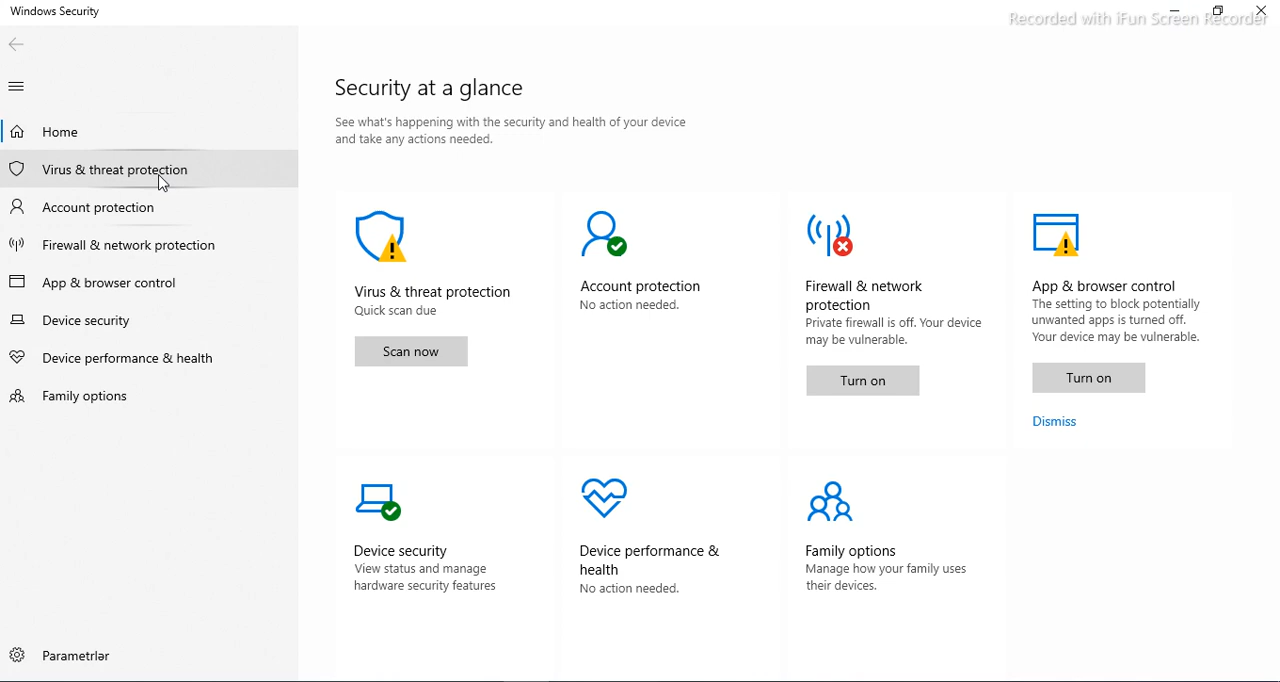 Windows Security
Recorded with iFun Screen Recorder
Home
Virus & threat protection
Account protection
Firewall & network protection
App & browser control
Device security
Device performance & health
Family options
Parametrlər
Security at a glance
See what's happening with the security and health of your device
and take any actions needed.
Virus & threat protection
Quick scan due
Scan now
Account protection
No action needed.
Firewall & network
protection
Private firewall is off. Your device
may be vulnerable.
Turn on
App & browser control
The setting to block potentially
unwanted apps is turned off.
Your device may be vulnerable.
Turn on
Dismiss
Device security
View status and manage
hardware security features
Device performance &
health
No action needed.
Family options
Manage how your family uses
their devices.